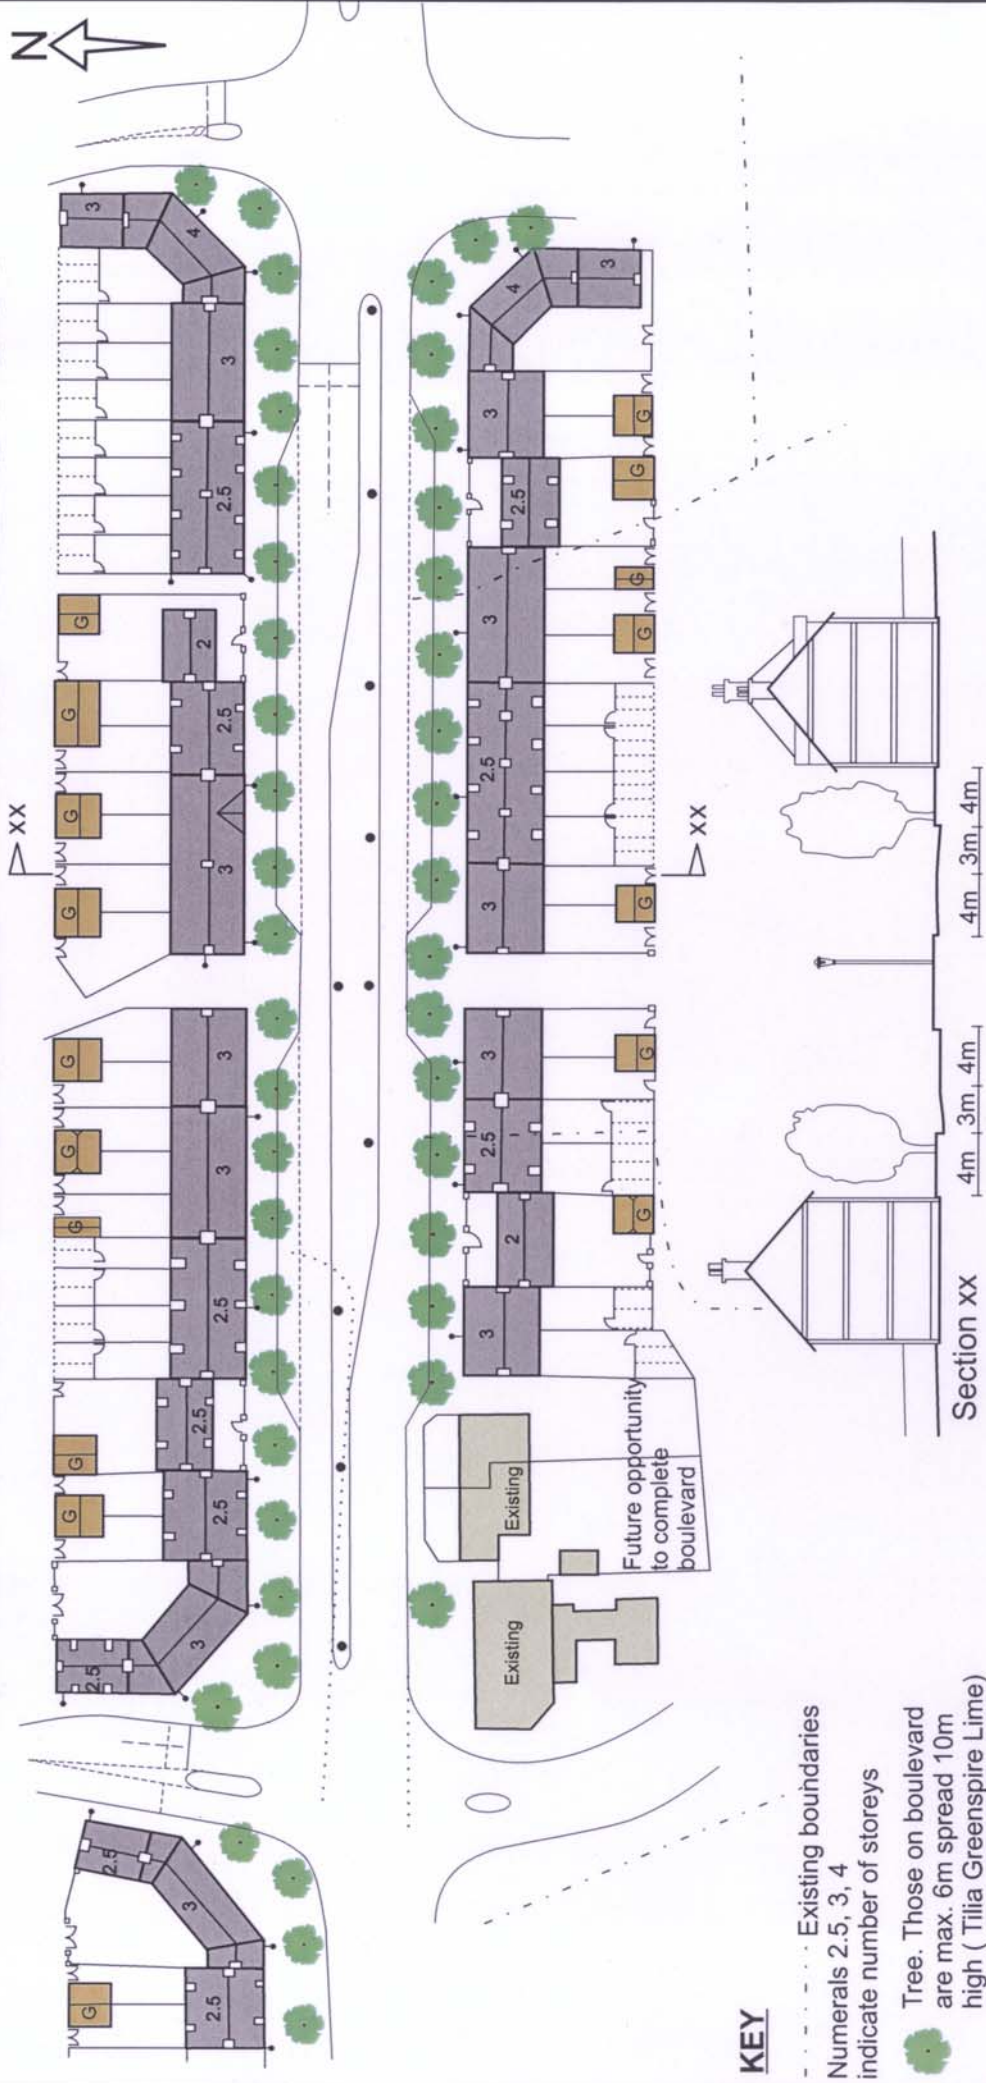 N
XX
G
G
G
G
G
G
G
G
G
G
3
2.5
2.5
2.5
3
3
2.5
2.5
2.5
3
3
3
2.5
2
2.5
3
4
3
2
2.5
3
3
2.5
3
2.5
3
4
3
Existing
Existing
G
G
G
G
G
G
G
Future opportunity
to complete
boulevard
XX
4m 3m 4m
4m 3m 4m
Section xx
KEY
Existing boundaries
Numerals 2.5, 3, 4
indicate number of storeys
Tree. Those on boulevard
are max. 6m spread 10m
high ( Tilia Greenspire Lime)